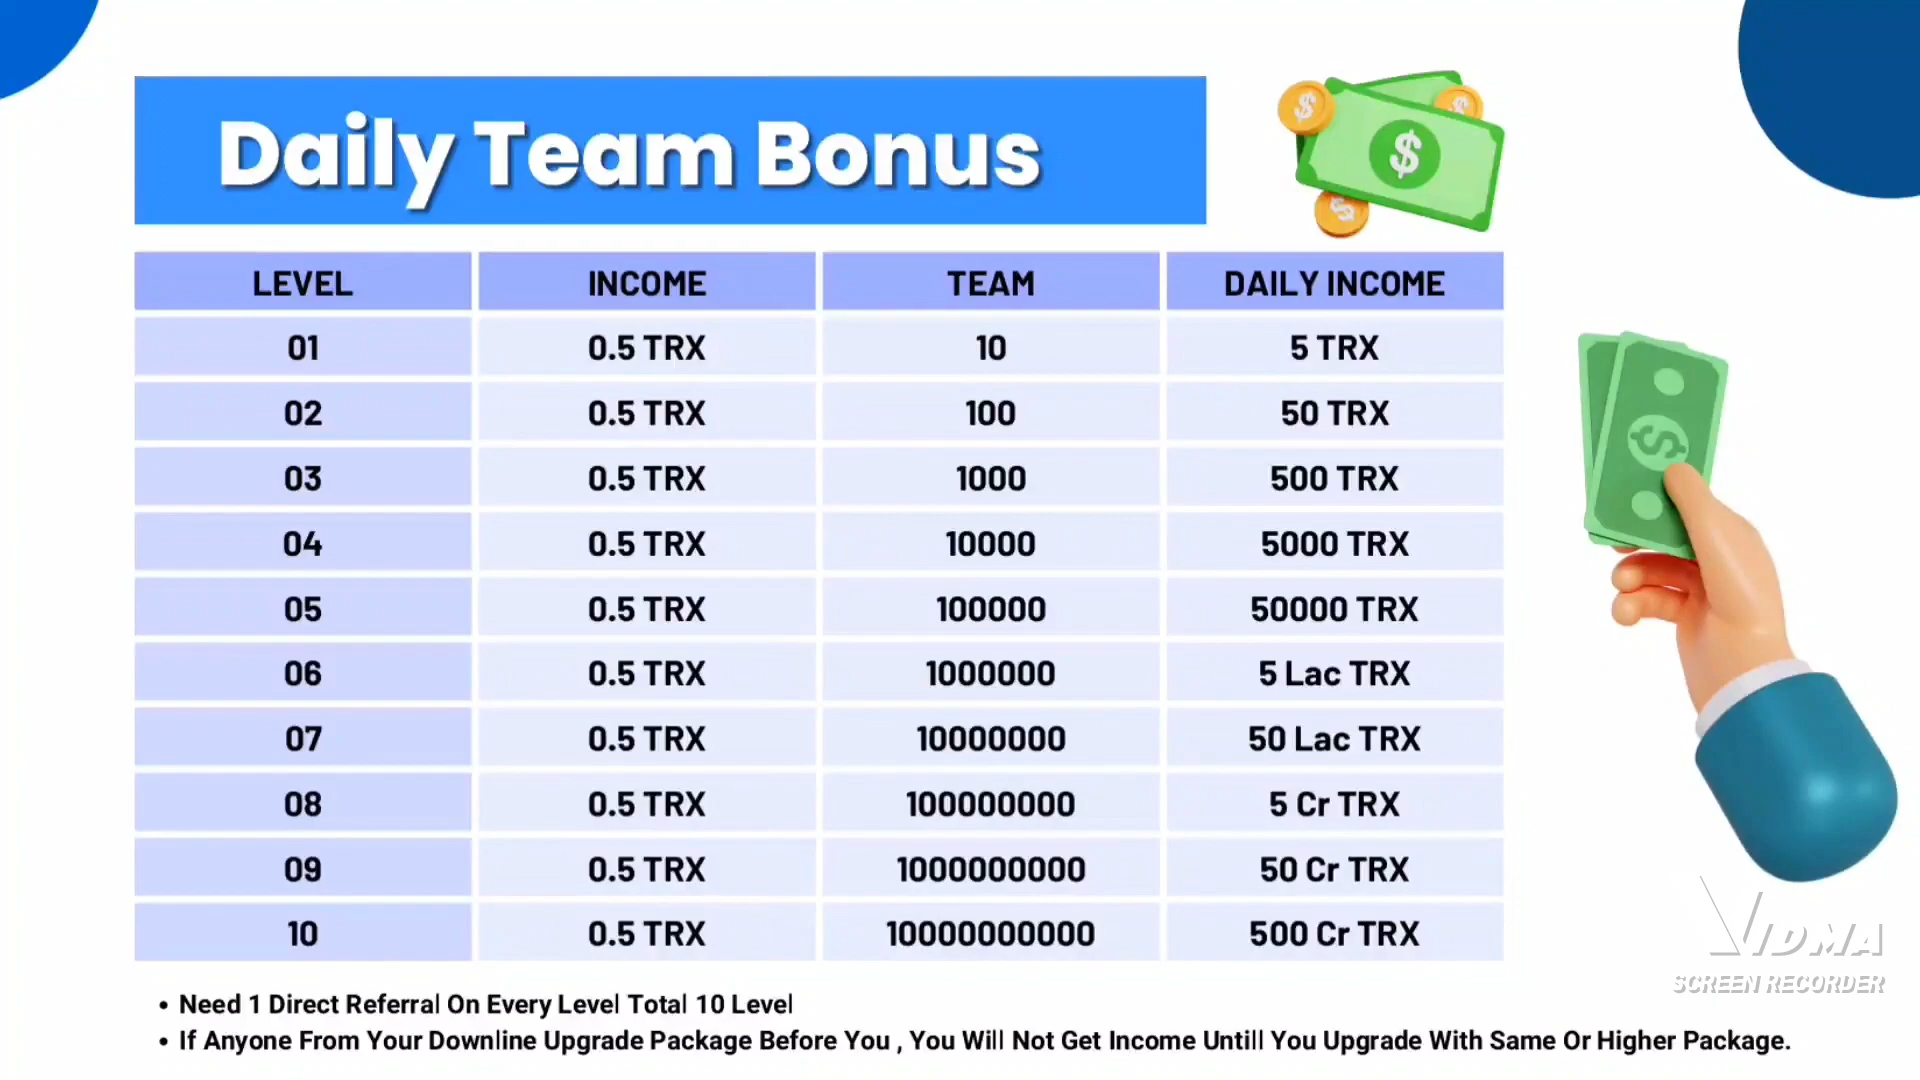 Daily Team Bonus
LEVEL INCOME TEAM DAILY INCOME
01 0.5 TRX 10 5 TRX
02 0.5 TRX 100 50 TRX
03 0.5 TRX 1000 500 TRX
04 0.5 TRX 10000 5000 TRX
05 0.5 TRX 100000 50000 TRX
06 0.5 TRX 1000000 5 Lac TRX
07 0.5 TRX 10000000 50 Lac TRX
08 0.5 TRX 100000000 5 Cr TRX
09 0.5 TRX 1000000000 50 Cr TRX
10 0.5 TRX 10000000000 500 Cr TRX
• Need 1 Direct Referral On Every Level Total 10 Level
• If Anyone From Your Downline Upgrade Package Before You , You Will Not Get Income Untill You Upgrade With Same Or Higher Package.
VIDMA
SCREEN RECORDER